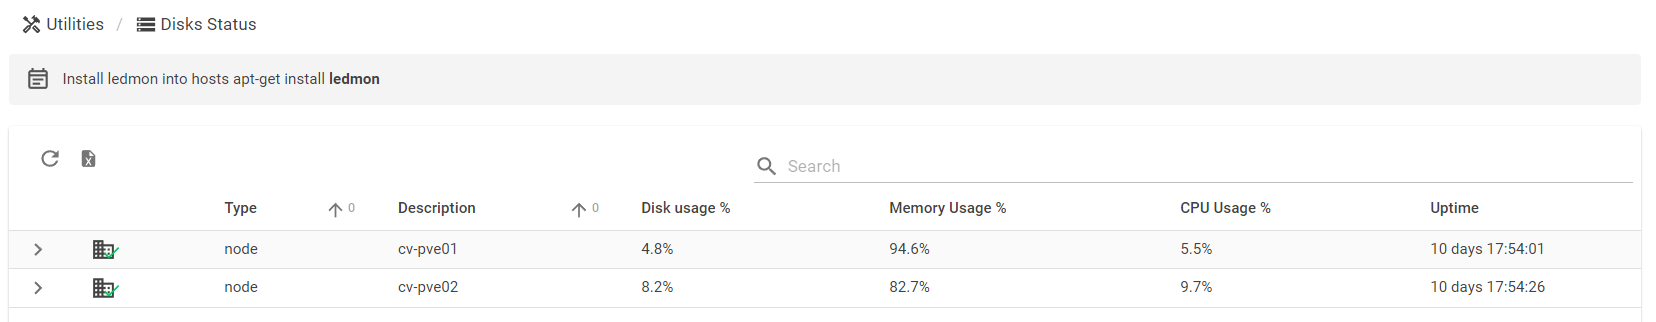 Utilities / Disks Status
Install ledmon into hosts apt-get install ledmon
Search
Type 0 Description 0 Disk usage % Memory Usage % CPU Usage % Uptime
node cv-pve01 4.8% 94.6% 5.5% 10 days 17:54:01
node cv-pve02 8.2% 82.7% 9.7% 10 days 17:54:26